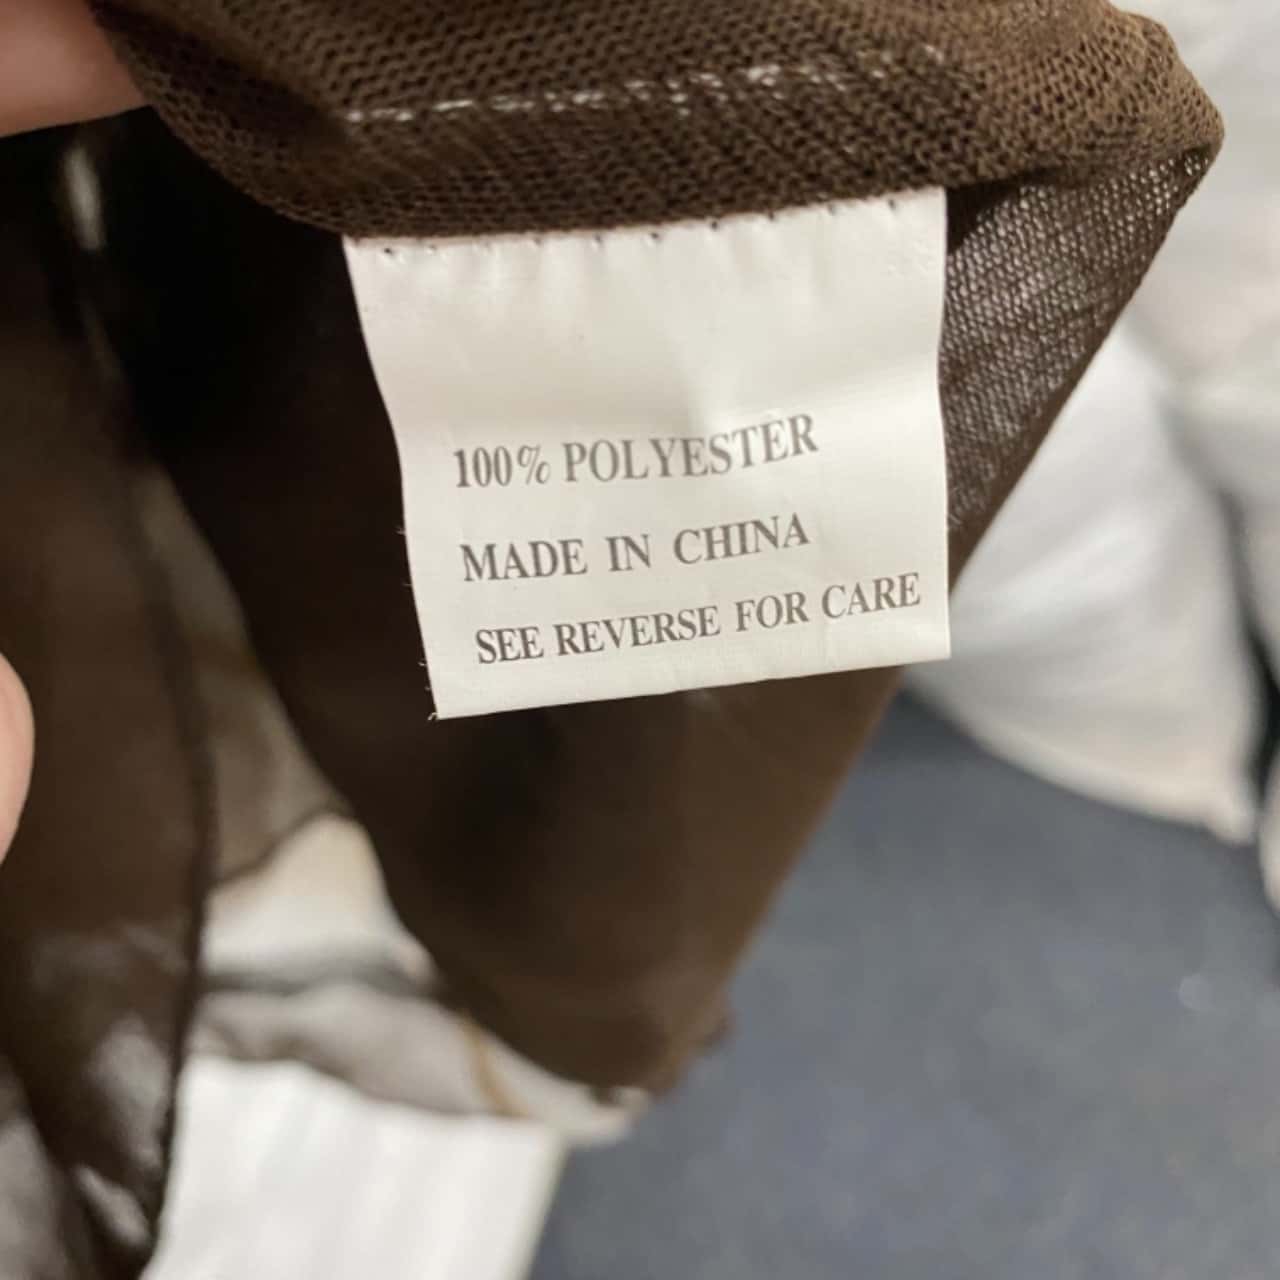 100% POLYESTER
MADE IN CHINA
SEE REVERSE FOR CARE